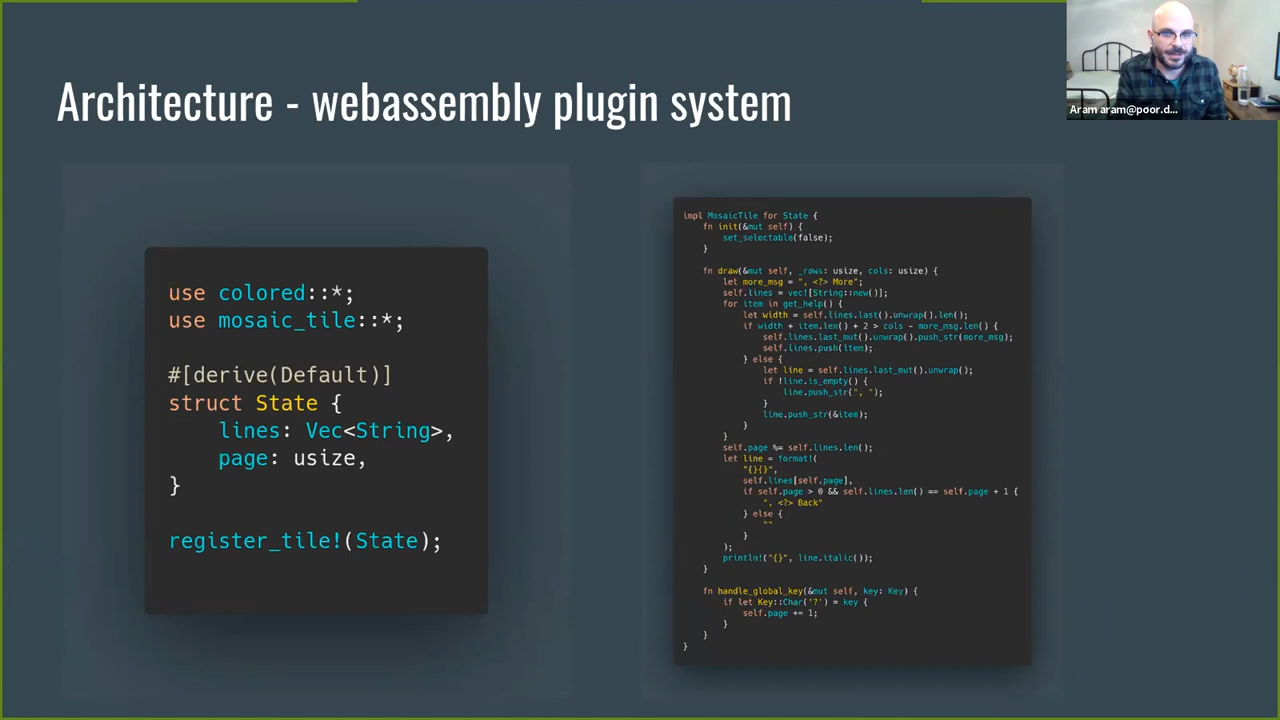 Architecture - webassembly plugin system
Aram aram@poor.d...
use colored::*;
use mosaic_tile::*;
#[derive(Default)]
struct State {
lines: Vec<String>,
page: usize,
}
register_tile!(State);
impl MosaicTile for State {
fn init(&mut self) {
set_selectable(false);
}
fn draw(&mut self, _rows: usize, cols: usize) {
let more_msg = ", <?> More";
self.lines = vec![String::new()];
for item in get_help() {
let width = self.lines.last().unwrap().len();
if width + item.len() + 2 > cols - more_msg.len() {
self.lines.last_mut().unwrap().push_str(more_msg);
self.lines.push(item);
} else {
let line = self.lines.last_mut().unwrap();
if !line.is_empty() {
line.push_str(", ");
}
line.push_str(&item);
}
}
self.page %= self.lines.len();
let line = format!(
"{}{}",
self.lines[self.page],
if self.page > 0 && self.lines.len() == self.page + 1 {
", <?> Back"
} else {
""
}
);
println!("{}", line.italic());
}
fn handle_global_key(&mut self, key: Key) {
if let Key::Char('?') = key {
self.page += 1;
}
}
}